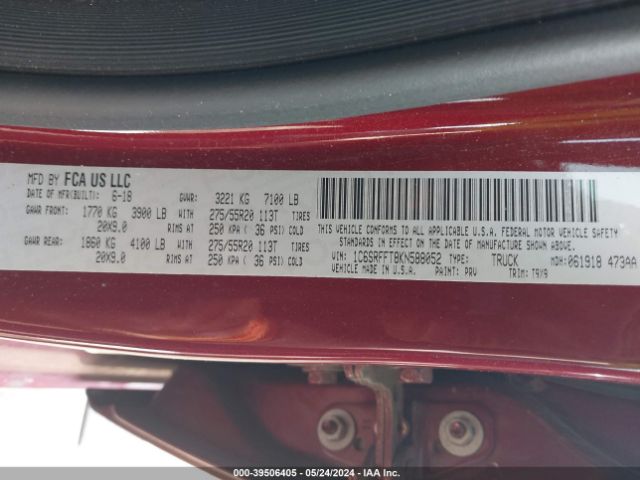 MFD BY FCA US LLC
DATE OF MFR(BUILT): 6-18 GVWR: 3221 KG 7100 LB
GAWR FRONT: 1770 KG 3900 LB WITH 275/55R20 113T TIRES
20X9.0 RIMS AT 250 KPA ( 36 PSI) COLD
GAWR REAR: 1860 KG 4100 LB WITH 275/55R20 113T TIRES
20X9.0 RIMS AT 250 KPA ( 36 PSI) COLD
THIS VEHICLE CONFORMS TO ALL APPLICABLE U.S.A. FEDERAL MOTOR VEHICLE SAFETY
STANDARDS IN EFFECT ON THE DATE OF MANUFACTURE SHOWN ABOVE.
VIN: 1C6SRFFT8KN588052 TYPE: TRUCK MDH: 061918 473AA
VEHICLE MADE IN U.S.A. PAINT: PRV TRIM: T9/9
000-39506405 - 05/24/2024 - IAA Inc.